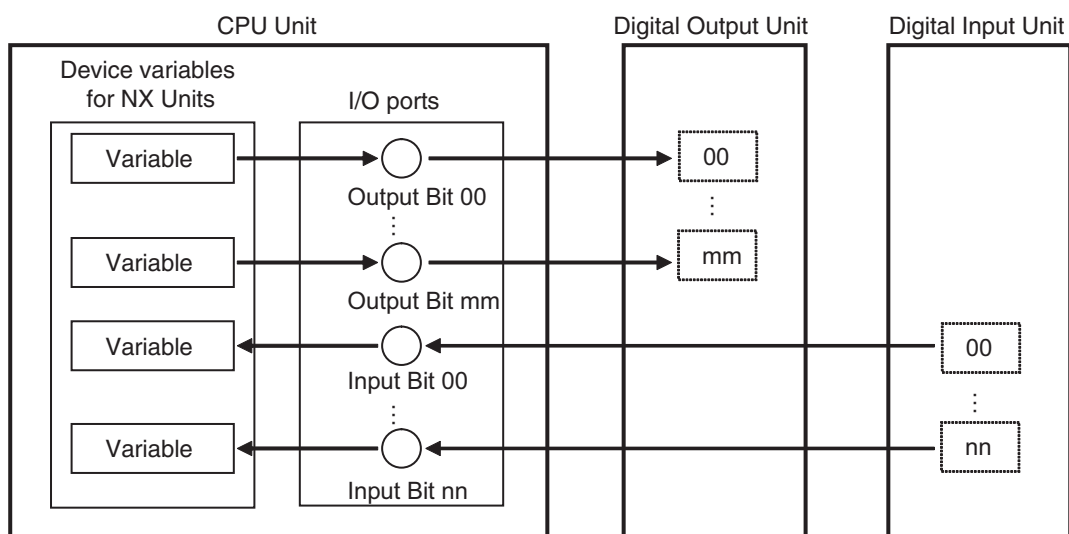 CPU Unit
Digital Output Unit
Digital Input Unit
Device variables
for NX Units
I/O ports
Variable
00
Output Bit 00
Variable
mm
Output Bit mm
Variable
00
Input Bit 00
Variable
nn
Input Bit nn